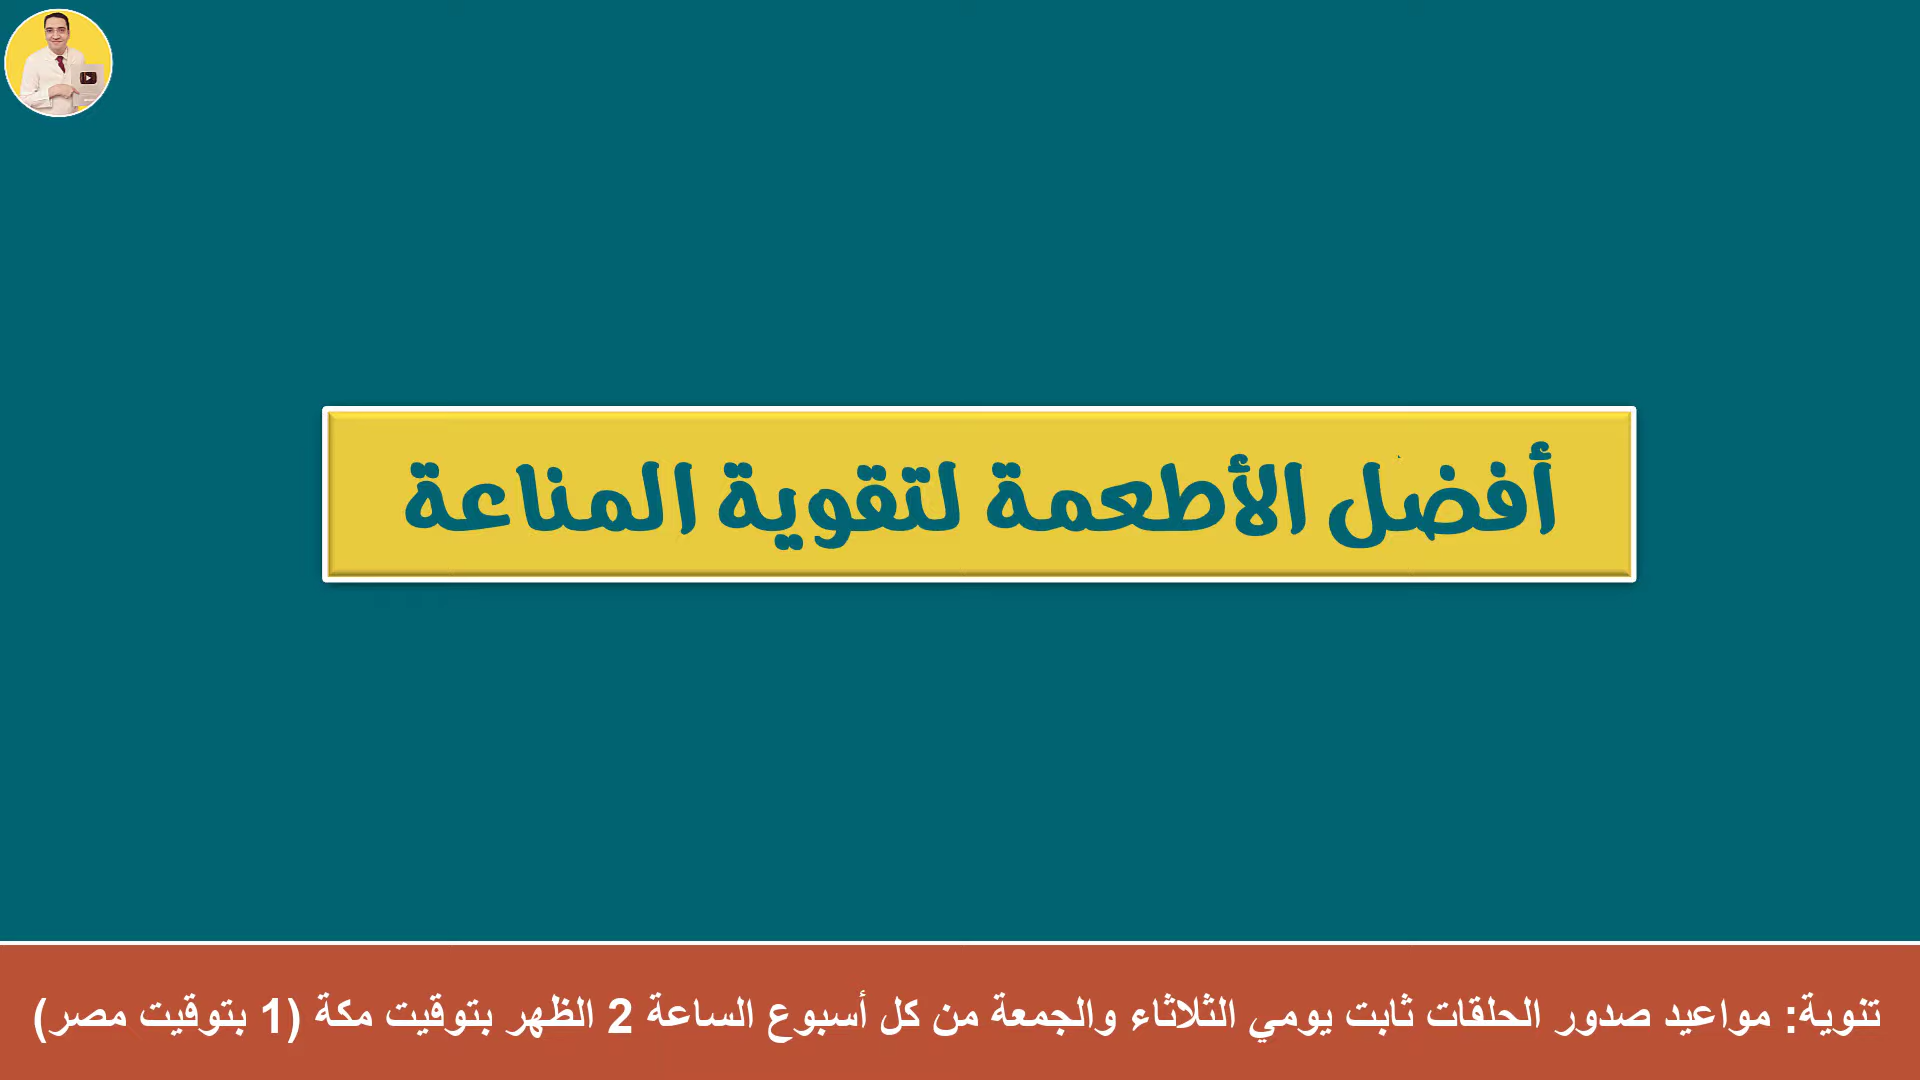 أفضل الأطعمة لتقوية المناعة
تنوية: مواعيد صدور الحلقات ثابت يومي الثلاثاء والجمعة من كل أسبوع الساعة 2 الظهر بتوقيت مكة (1 بتوقيت مصر)